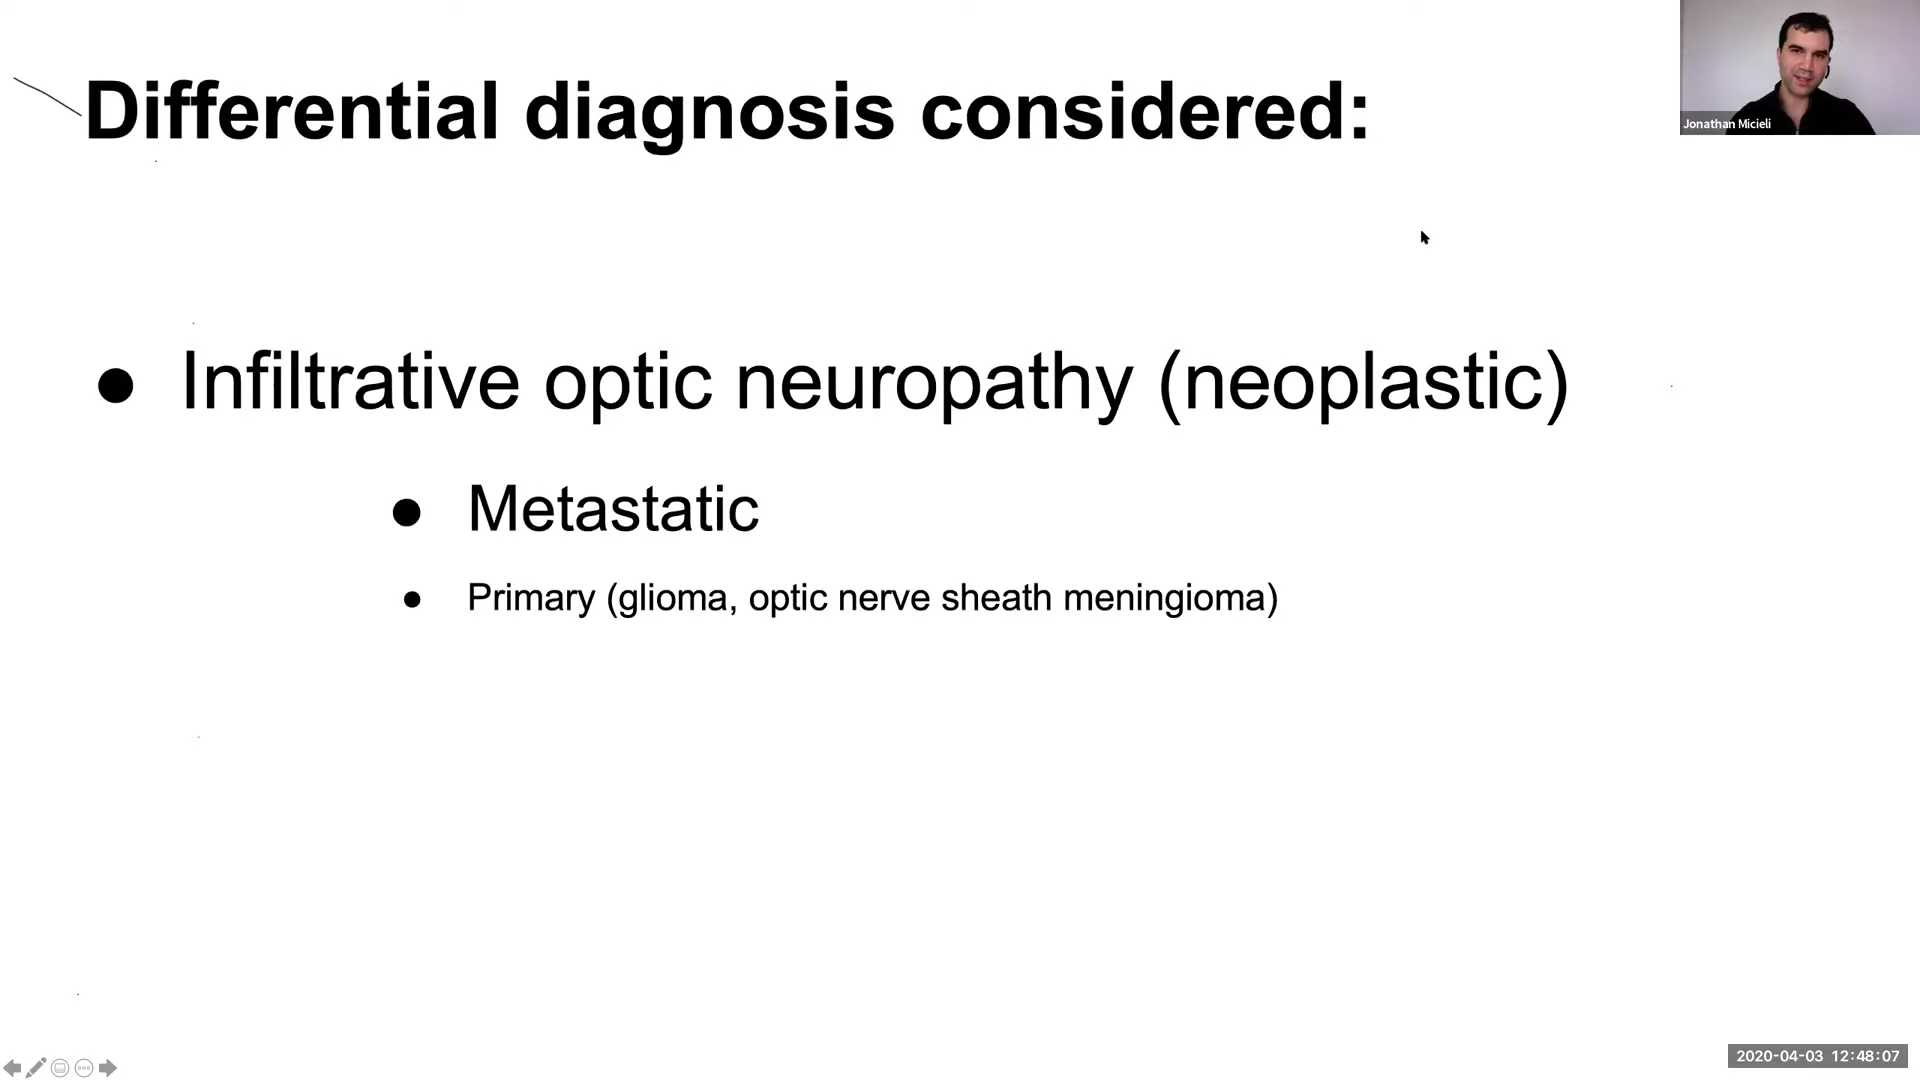 Differential diagnosis considered:
Jonathan Micieli
● Infiltrative optic neuropathy (neoplastic)
● Metastatic
● Primary (glioma, optic nerve sheath meningioma)
2020-04-03 12:48:07